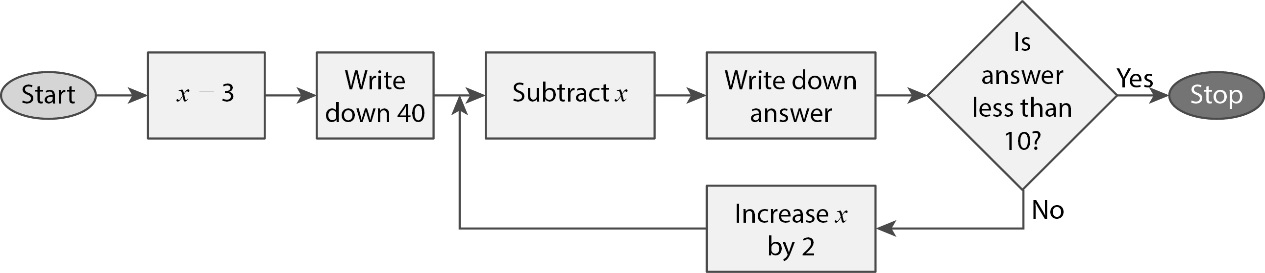 Start
x − 3
Write
down 40
Subtract x
Write down
answer
Is
answer
less than
10?
Yes
Stop
No
Increase x
by 2